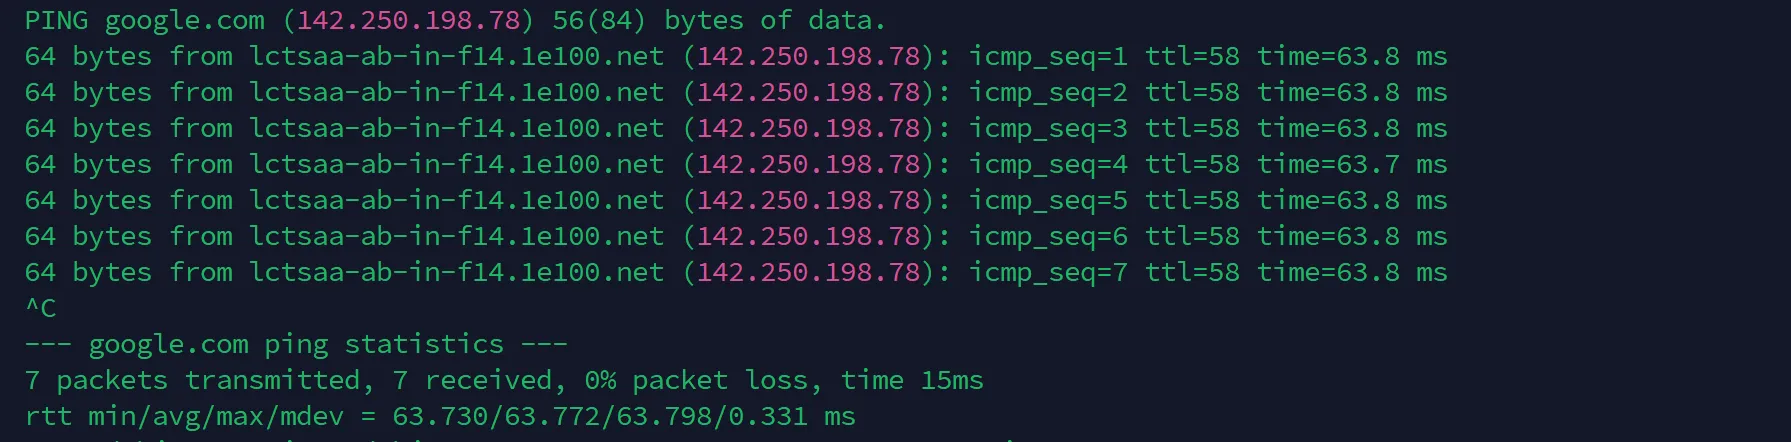 PING google.com (142.250.198.78) 56(84) bytes of data.
64 bytes from lctsaa-ab-in-f14.1e100.net (142.250.198.78): icmp_seq=1 ttl=58 time=63.8 ms
64 bytes from lctsaa-ab-in-f14.1e100.net (142.250.198.78): icmp_seq=2 ttl=58 time=63.8 ms
64 bytes from lctsaa-ab-in-f14.1e100.net (142.250.198.78): icmp_seq=3 ttl=58 time=63.8 ms
64 bytes from lctsaa-ab-in-f14.1e100.net (142.250.198.78): icmp_seq=4 ttl=58 time=63.7 ms
64 bytes from lctsaa-ab-in-f14.1e100.net (142.250.198.78): icmp_seq=5 ttl=58 time=63.8 ms
64 bytes from lctsaa-ab-in-f14.1e100.net (142.250.198.78): icmp_seq=6 ttl=58 time=63.8 ms
64 bytes from lctsaa-ab-in-f14.1e100.net (142.250.198.78): icmp_seq=7 ttl=58 time=63.8 ms
^C
--- google.com ping statistics ---
7 packets transmitted, 7 received, 0% packet loss, time 15ms
rtt min/avg/max/mdev = 63.730/63.772/63.798/0.331 ms